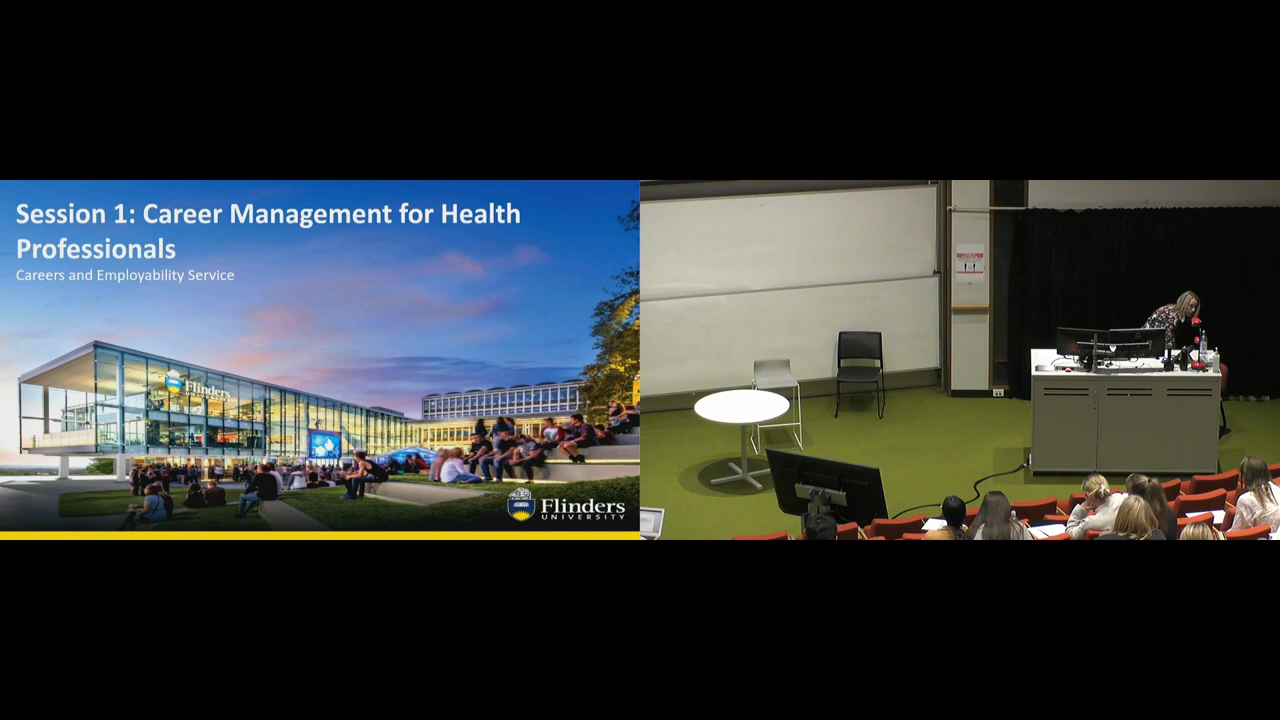 Session 1: Career Management for Health
Professionals
Careers and Employability Service
Flinders
Flinders
UNIVERSITY